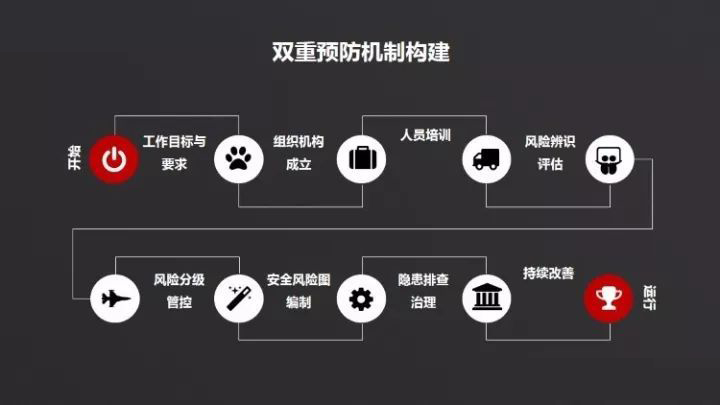 双重预防机制构建
工作目标与
要求
组织机构
成立
人员培训
风险辨识
评估
风险分级
管控
安全风险图
编制
隐患排查
治理
持续改善
运行